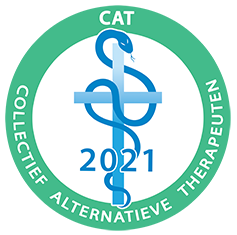 CAT
2021
COLLECTIEF ALTERNATIEVE THERAPEUTEN